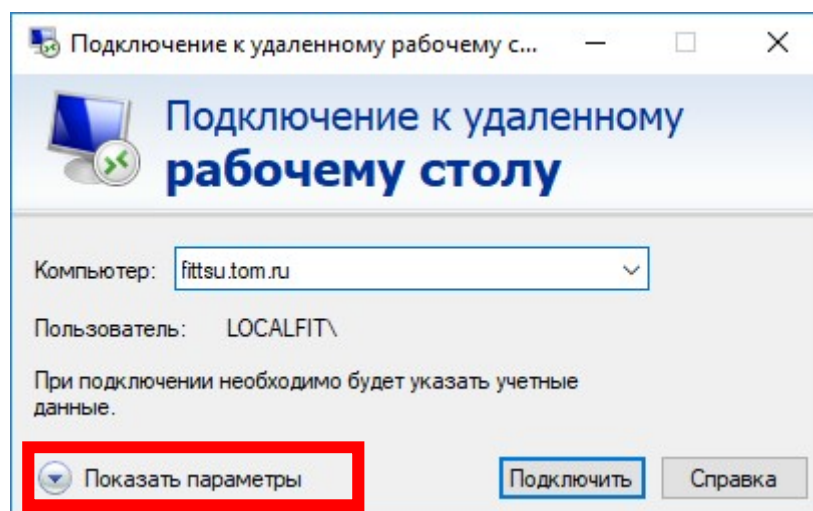 Подключение к удаленному рабочему с...
Подключение к удаленному
рабочему столу
Компьютер: fittsu.tom.ru
Пользователь: LOCALFIT\
При подключении необходимо будет указать учетные
данные.
Показать параметры Подключить Справка